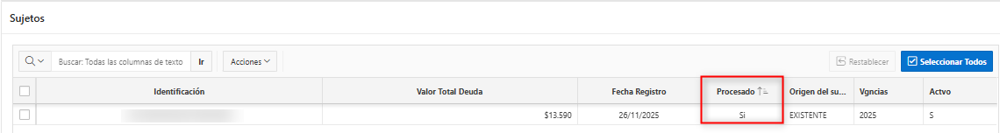 Sujetos
Buscar: Todas las columnas de texto Ir Acciones Restablecer Seleccionar Todos
Identificación Valor Total Deuda Fecha Registro Procesado Origen del su... Vgncias Actvo
$13.590 26/11/2025 Si EXISTENTE 2025 S